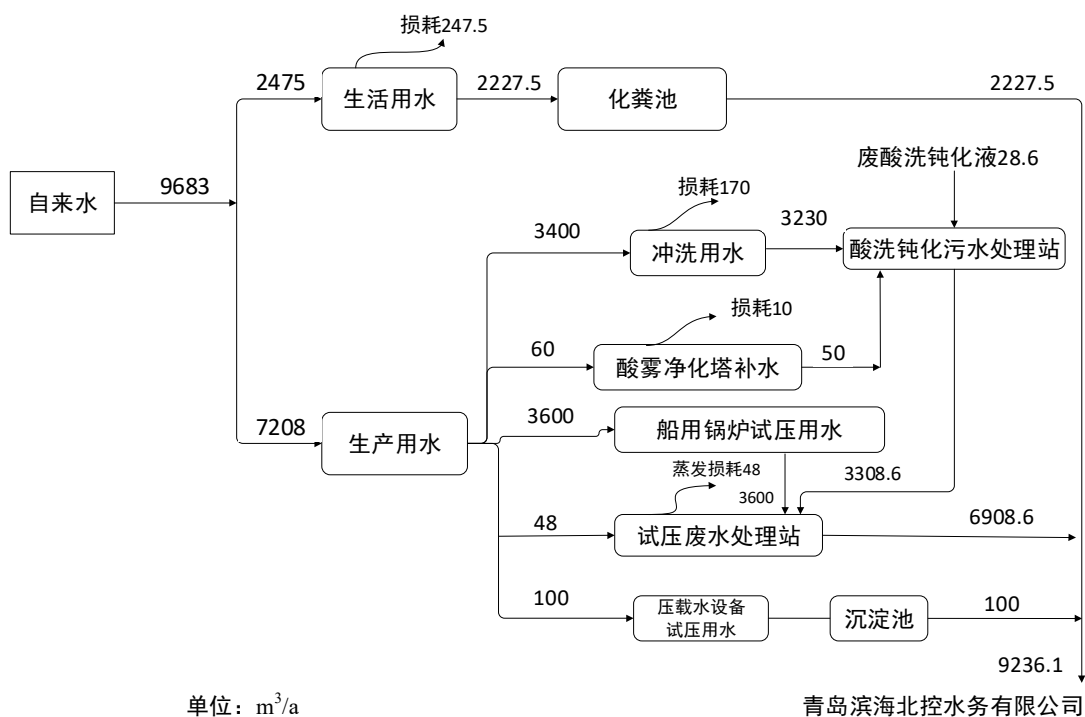 损耗247.5
2475
生活用水
2227.5
化粪池
2227.5
废酸洗钝化液28.6
自来水
9683
损耗170
3400
冲洗用水
3230
酸洗钝化污水处理站
损耗10
60
酸雾净化塔补水
50
7208
生产用水
3600
船用锅炉试压用水
蒸发损耗48
3600
3308.6
48
试压废水处理站
6908.6
100
压载水设备
试压用水
沉淀池
100
9236.1
单位：m³/a
青岛滨海北控水务有限公司